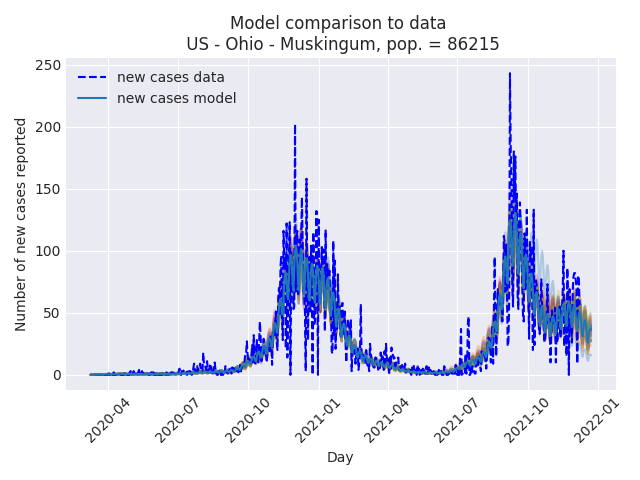 Model comparison to data
US - Ohio - Muskingum, pop. = 86215
new cases data
new cases model
Number of new cases reported
250
200
150
100
50
0
2020-04
2020-07
2020-10
2021-01
2021-04
2021-07
2021-10
2022-01
Day